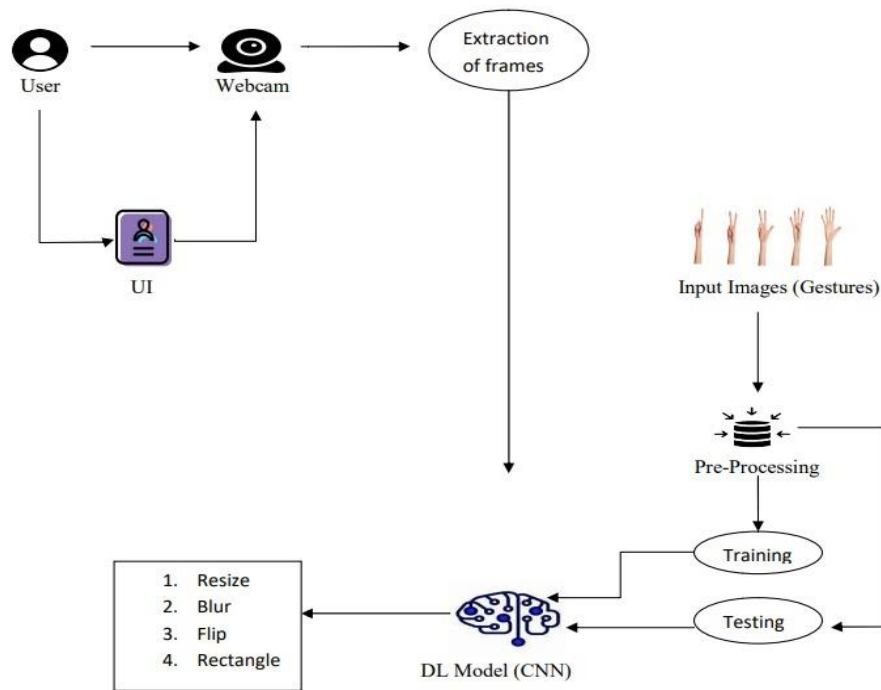 Extraction
of frames
User
Webcam
UI
Input Images (Gestures)
Pre-Processing
Training
1. Resize
2. Blur
3. Flip
4. Rectangle
Testing
DL Model (CNN)